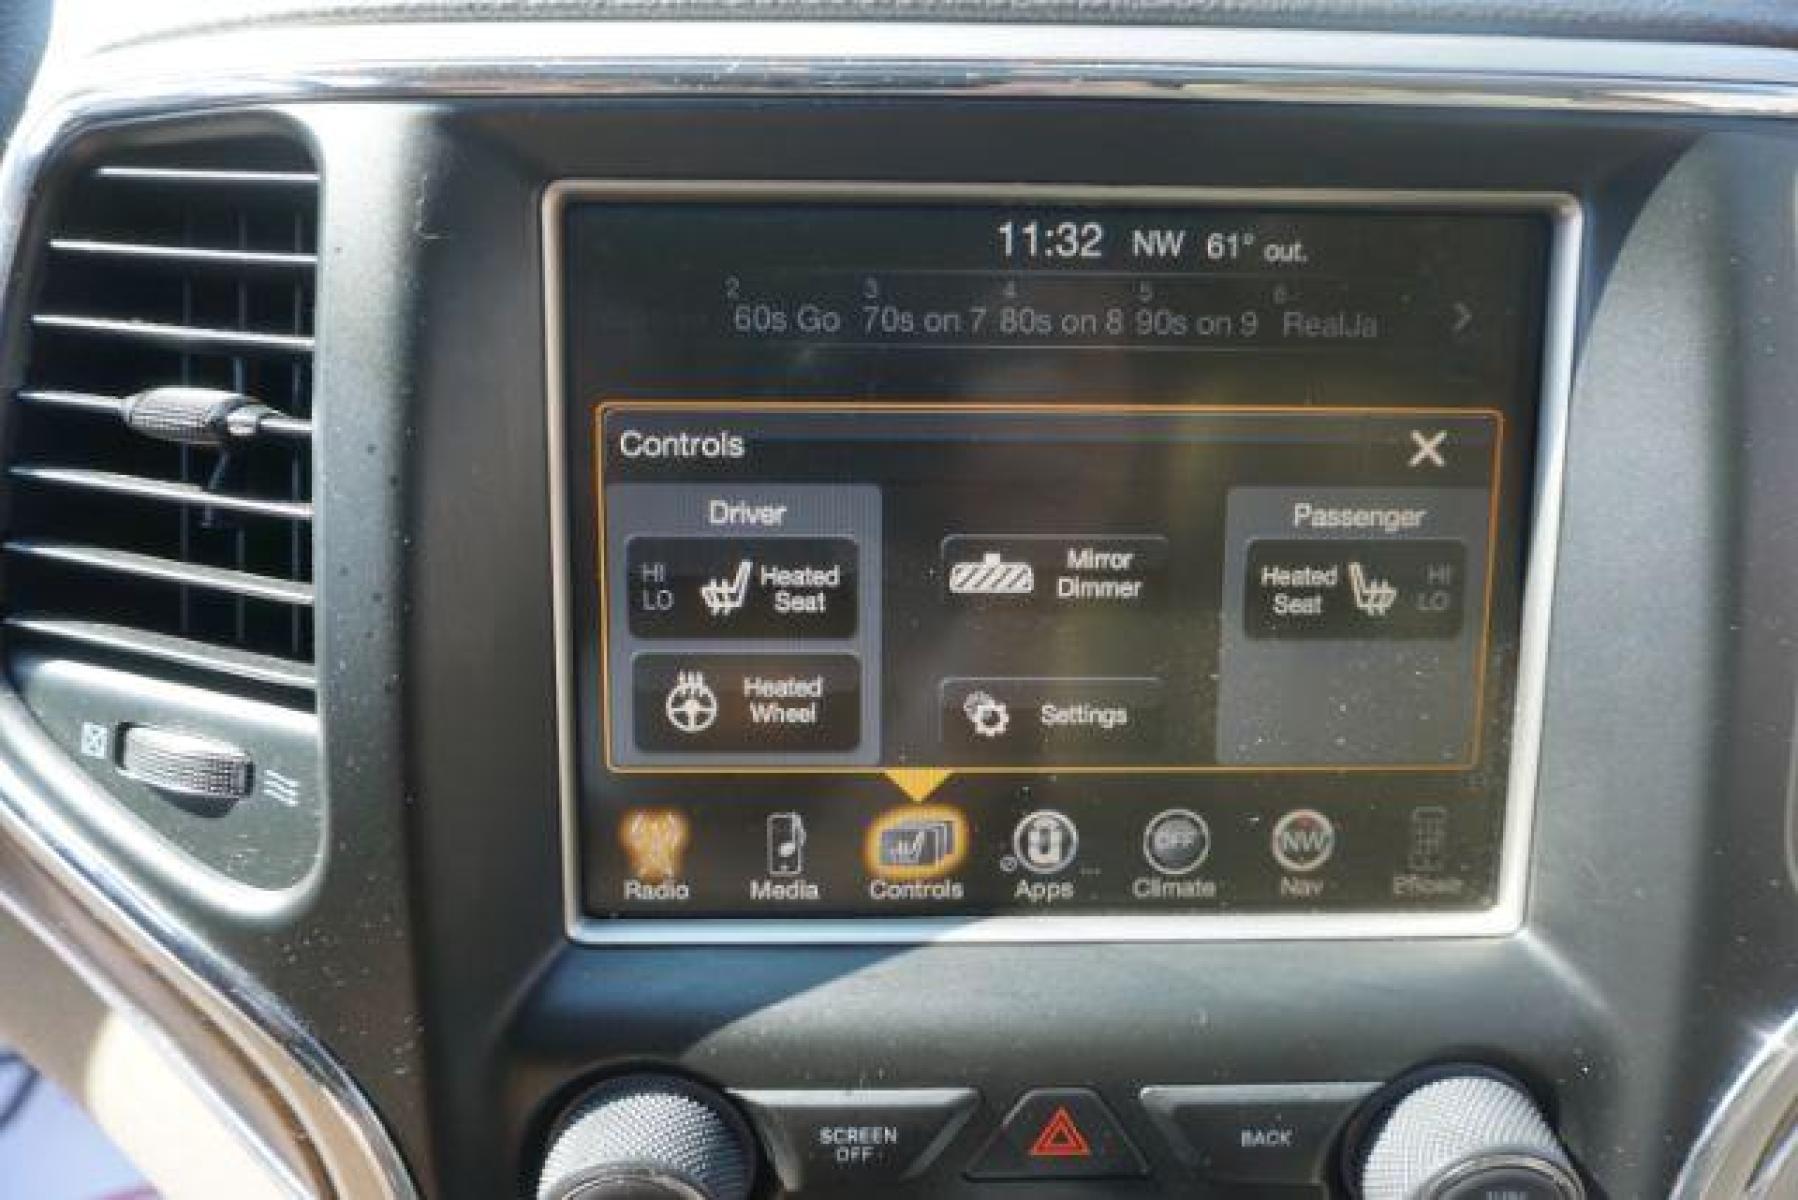 11:32 NW 61° out.
2 3 4 5 6
60s Go 70s on 7 80s on 8 90s on 9 RealJa
Controls
Driver
Passenger
HI
LO
Heated
Seat
Mirror
Dimmer
Heated
Seat
HI
LO
Heated
Wheel
Settings
OFF
NW
Radio Media Controls Apps Climate Nav Phone
SCREEN
OFF
BACK